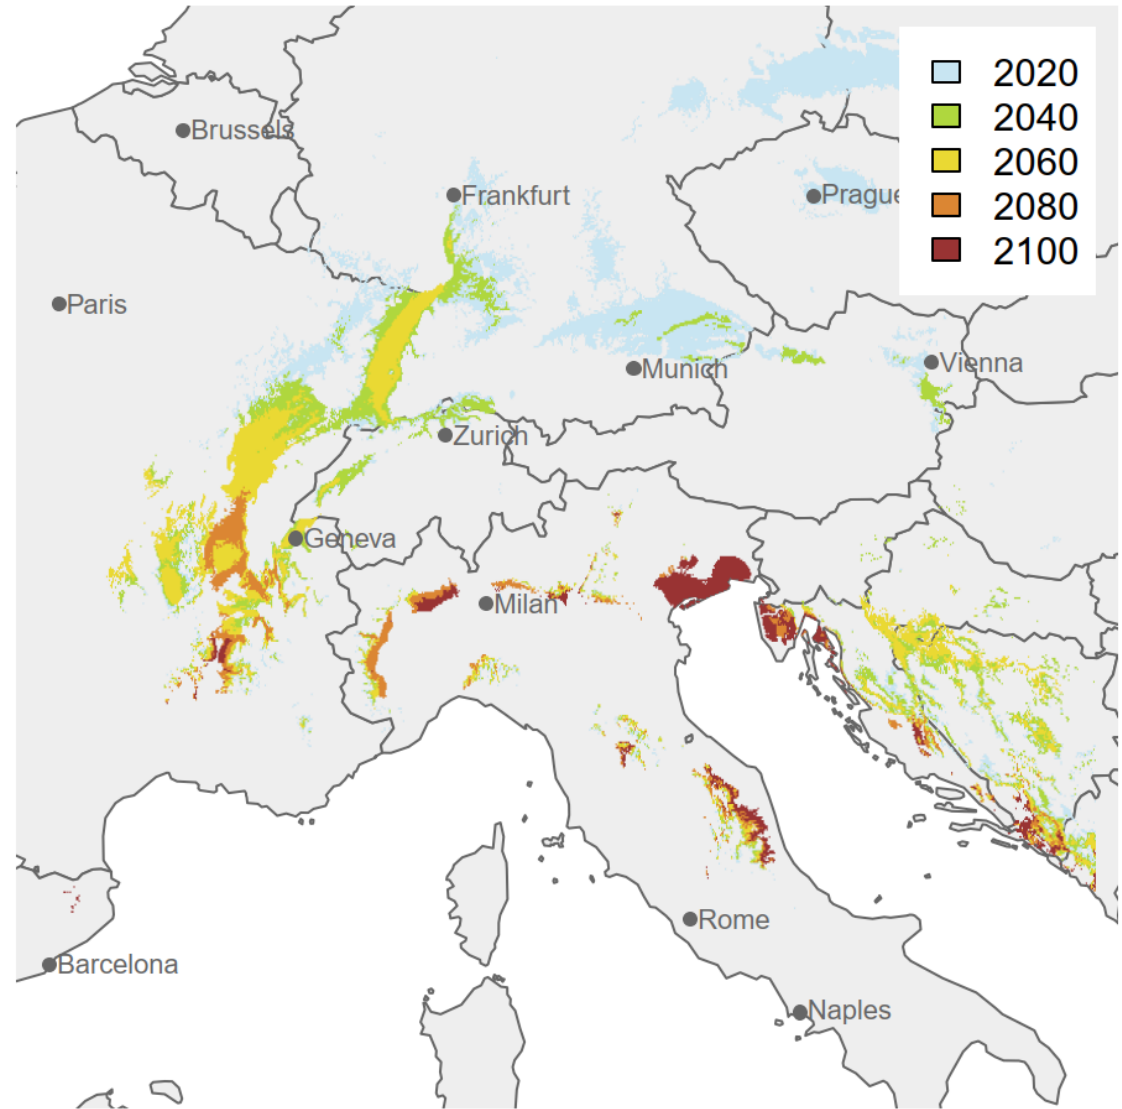 2020
2040
2060
2080
2100
Brussels
Frankfurt
Prague
Paris
Munich
Vienna
Zurich
Geneva
Milan
Rome
Barcelona
Naples